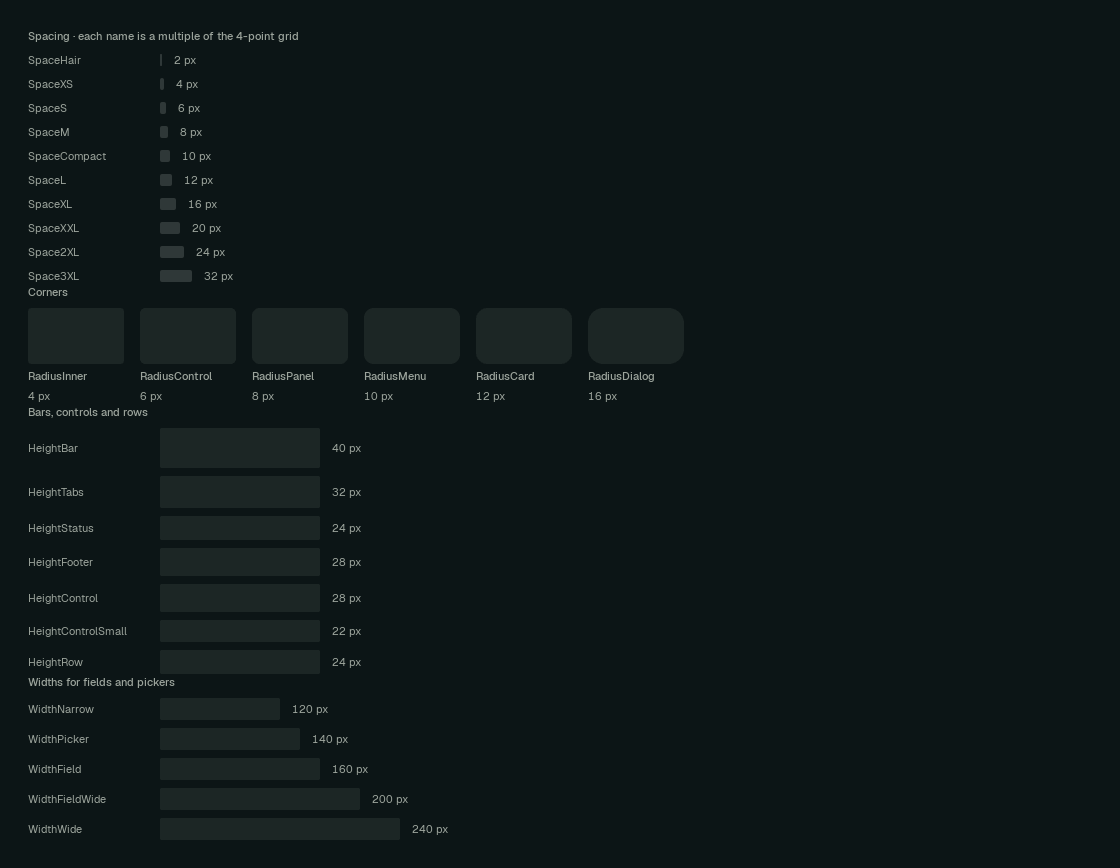 Spacing · each name is a multiple of the 4-point grid
SpaceHair 2 px
SpaceXS 4 px
SpaceS 6 px
SpaceM 8 px
SpaceCompact 10 px
SpaceL 12 px
SpaceXL 16 px
SpaceXXL 20 px
Space2XL 24 px
Space3XL 32 px
Corners
RadiusInner RadiusControl RadiusPanel RadiusMenu RadiusCard RadiusDialog
4 px 6 px 8 px 10 px 12 px 16 px
Bars, controls and rows
HeightBar 40 px
HeightTabs 32 px
HeightStatus 24 px
HeightFooter 28 px
HeightControl 28 px
HeightControlSmall 22 px
HeightRow 24 px
Widths for fields and pickers
WidthNarrow 120 px
WidthPicker 140 px
WidthField 160 px
WidthFieldWide 200 px
WidthWide 240 px